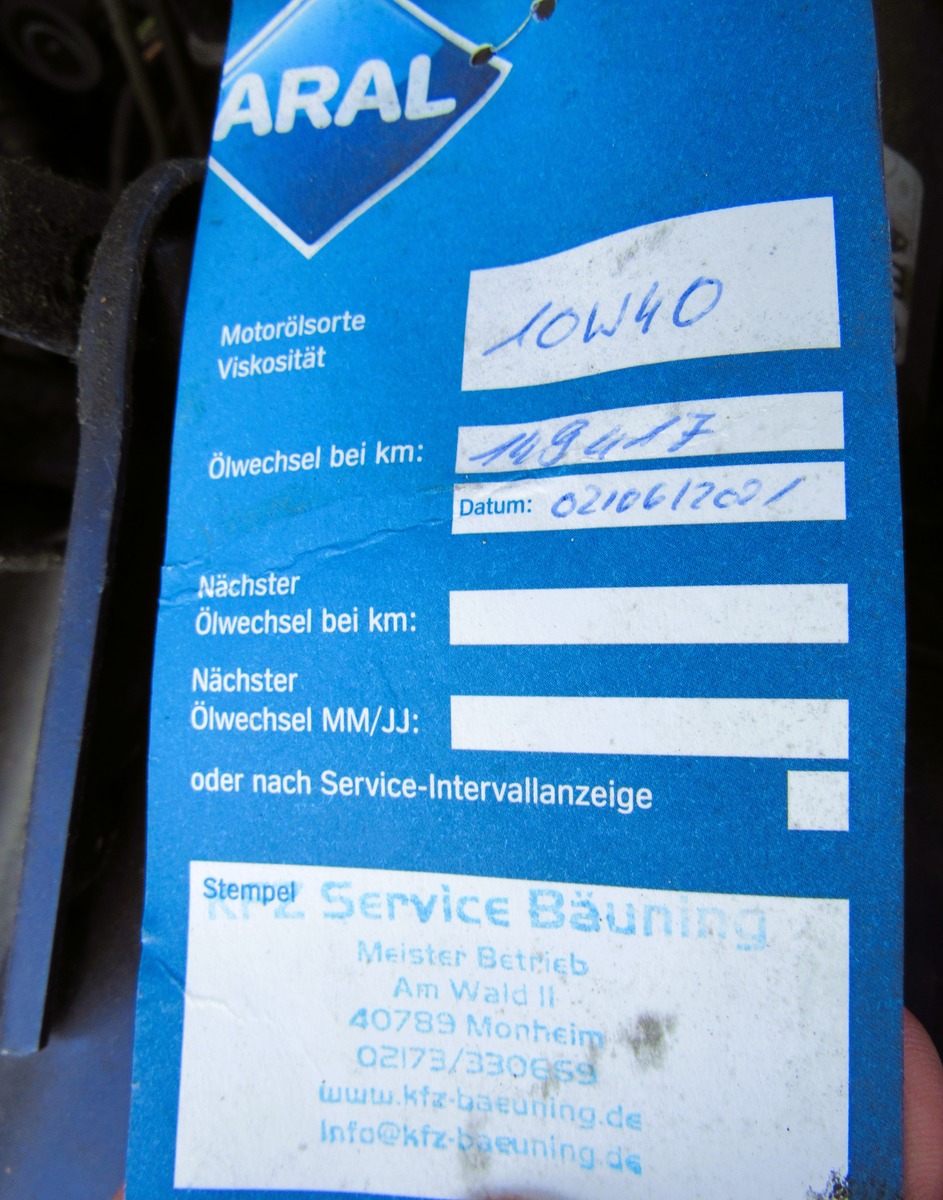 ARAL
Motorölsorte
Viskosität
10W40
Ölwechsel bei km:
149417
Datum: 02/06/2021
Nächster
Ölwechsel bei km:
Nächster
Ölwechsel MM/JJ:
oder nach Service-Intervallanzeige
Stempel
KFZ Service Bäuning
Meister Betrieb
Am Wald 11
40789 Monheim
02173/330659
www.kfz-baeuning.de
Info@kfz-baeuning.de